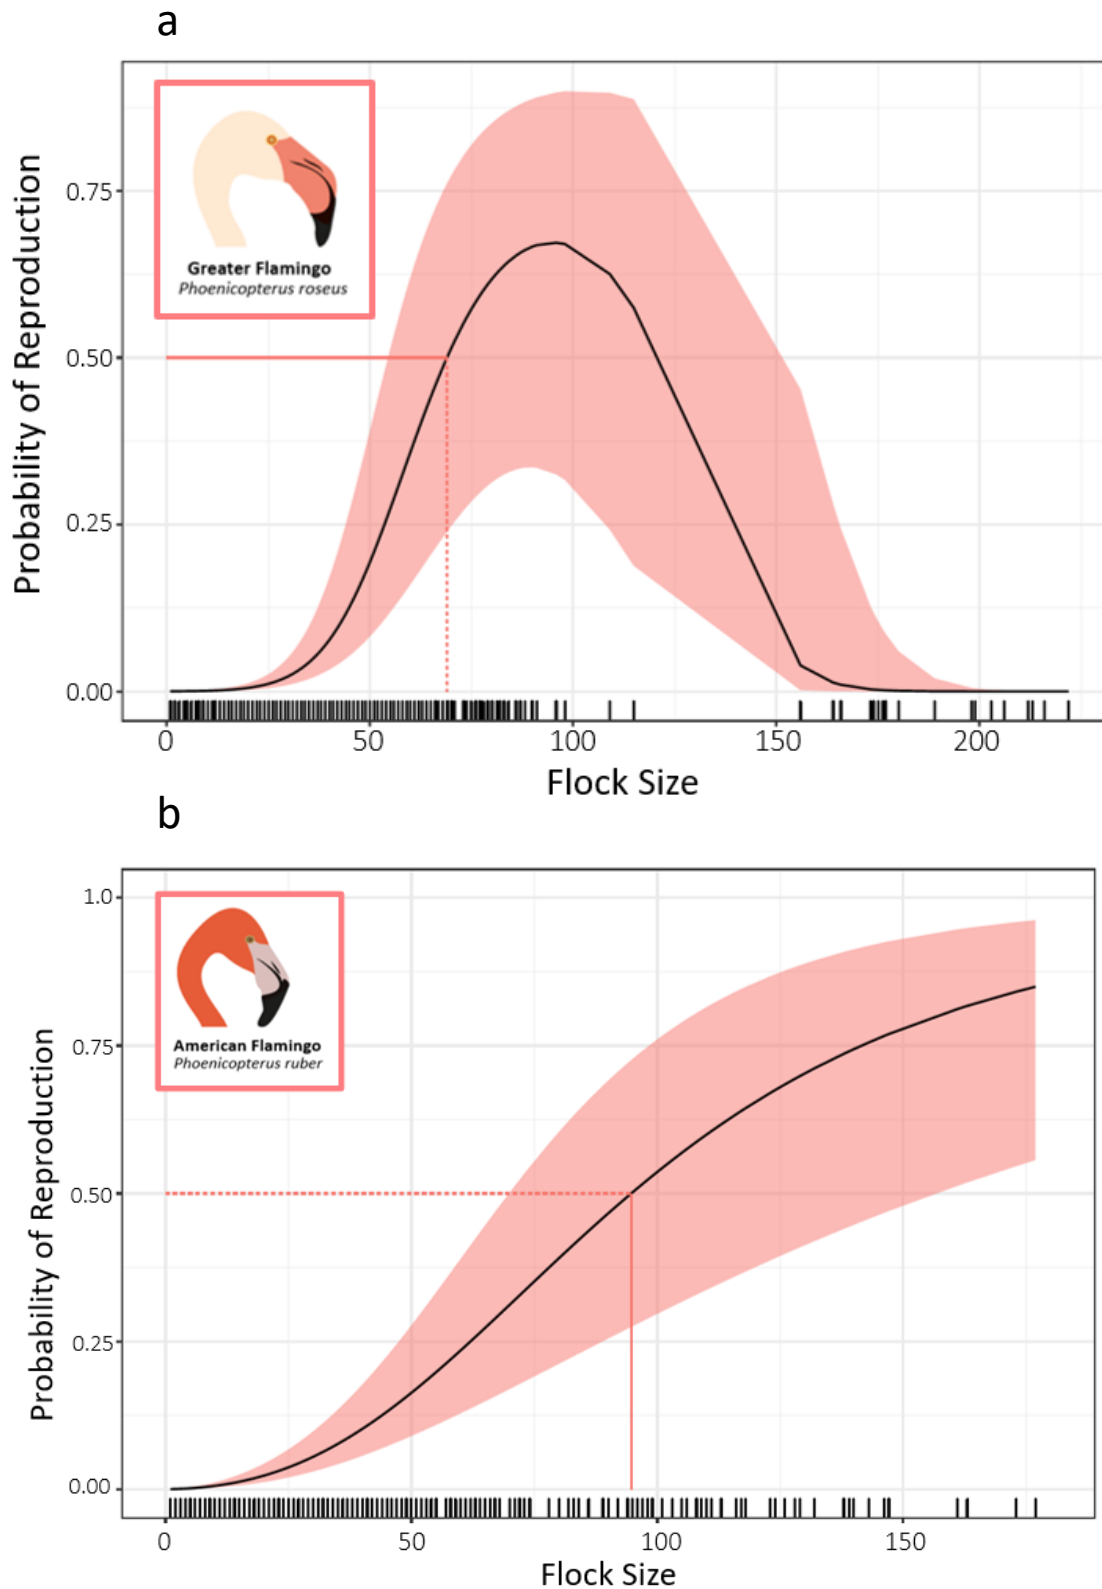 a
Probability of Reproduction
0.75
0.50
0.25
0.00
Greater Flamingo
Phoenicopterus roseus
0 50 100 150 200
Flock Size
b
Probability of Reproduction
1.0
0.75
0.50
0.25
0.00
American Flamingo
Phoenicopterus ruber
0 50 100 150
Flock Size